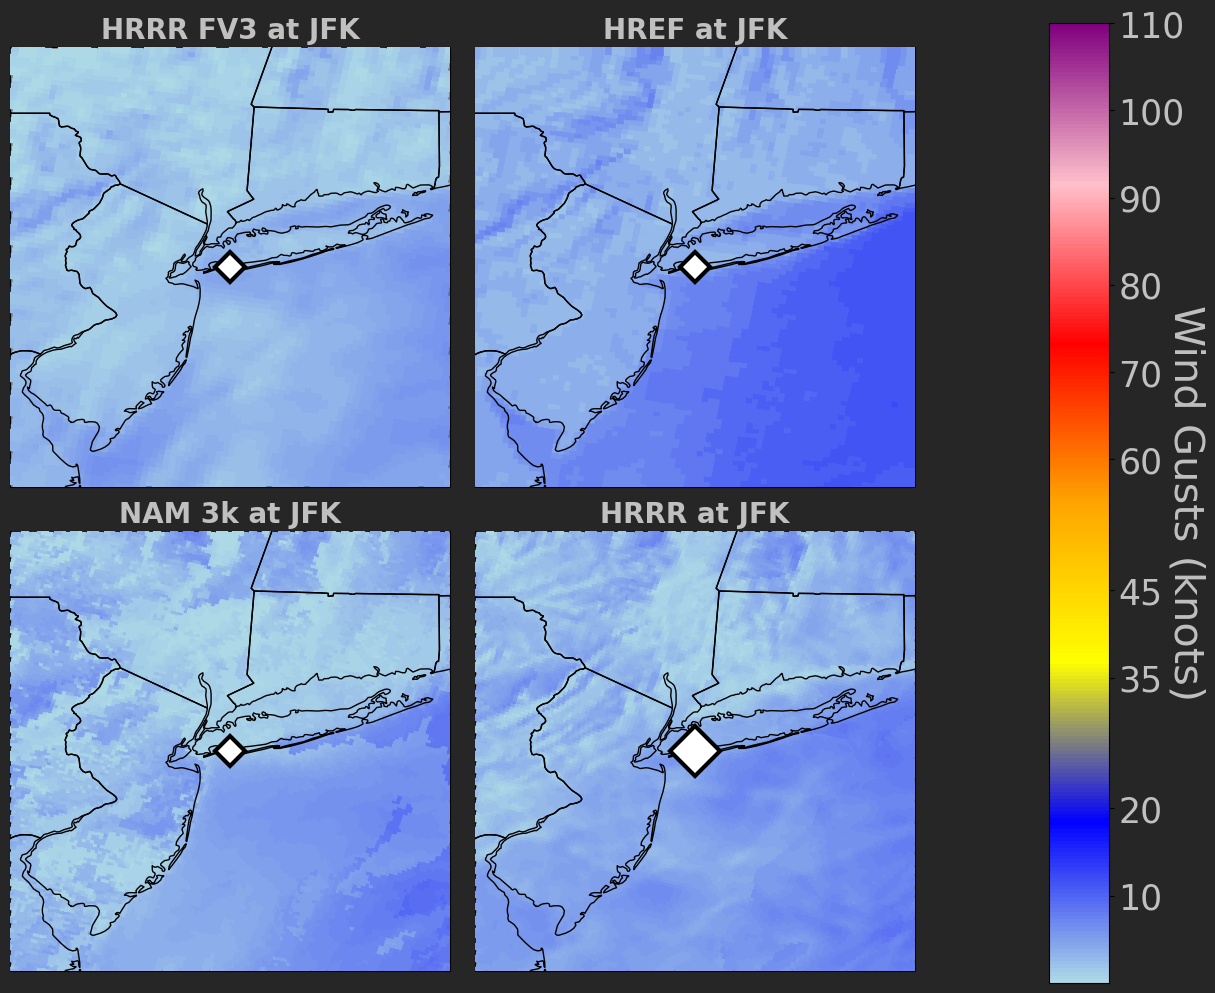 HRRR FV3 at JFK
HREF at JFK
NAM 3k at JFK
HRRR at JFK
110
100
90
80
70
60
45
35
20
10
Wind Gusts (knots)